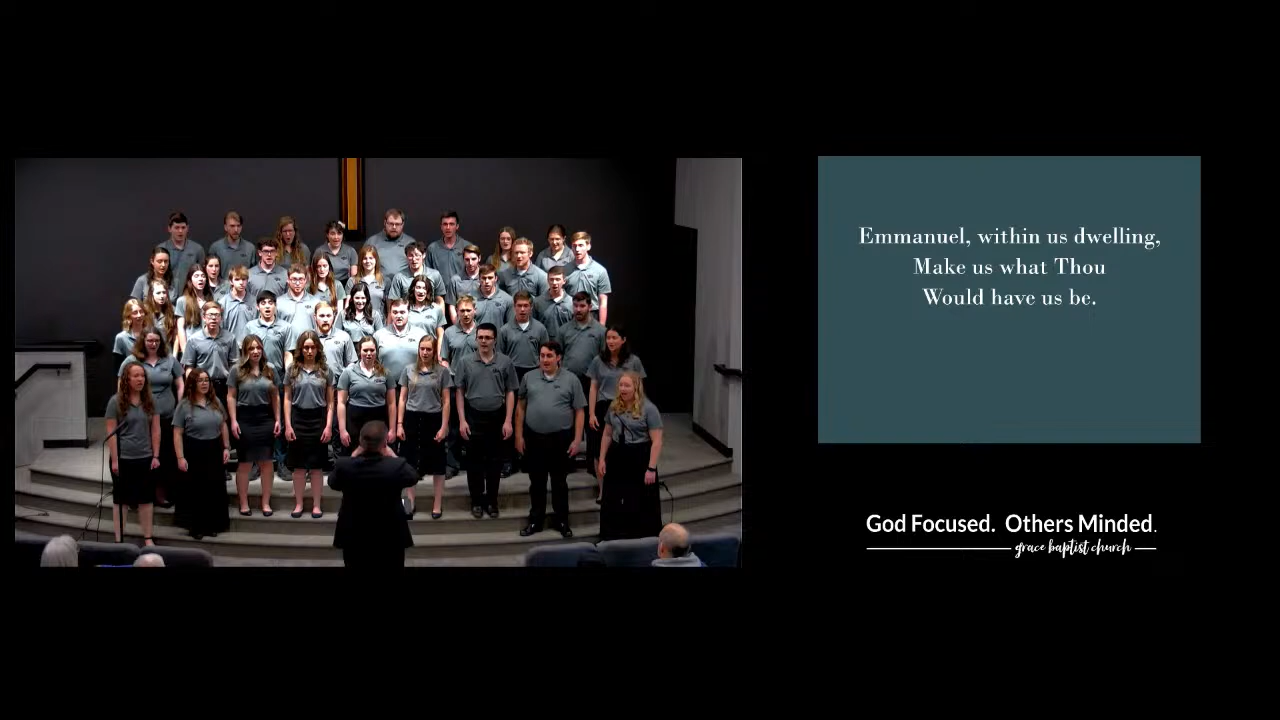 Emmanuel, within us dwelling,
Make us what Thou
Would have us be.
God Focused. Others Minded.
grace baptist church